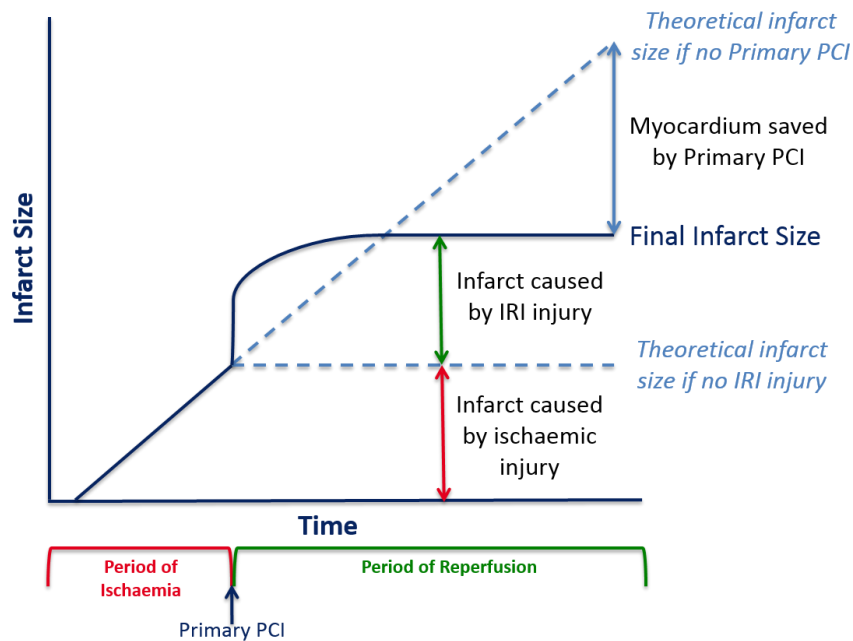 Theoretical infarct
size if no Primary PCI
Myocardium saved
by Primary PCI
Final Infarct Size
Infarct Size
Infarct caused
by IRI injury
Theoretical infarct
size if no IRI injury
Infarct caused
by ischaemic
injury
Time
Period of
Ischaemia
Period of Reperfusion
Primary PCI